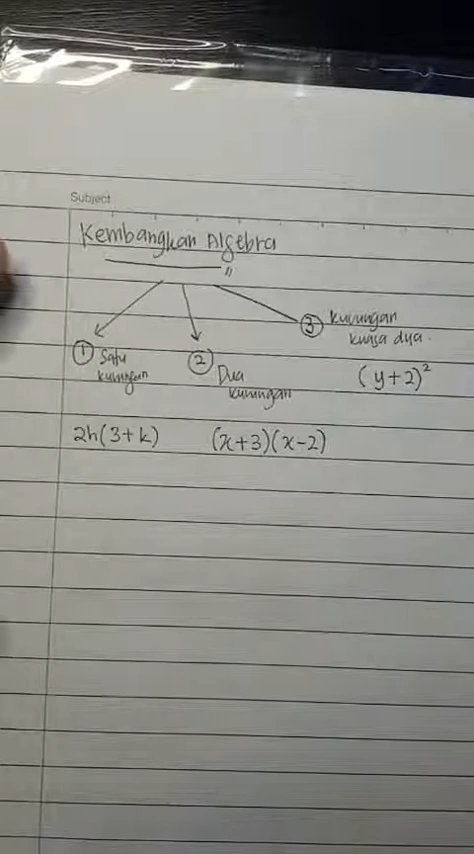 Subject
Kembangkan Algebra
① Satu
kurungan
② Dua
kurungan
③ Kurungan
kuasa dua.
(y+2)²
2h(3+k)
(x+3)(x-2)